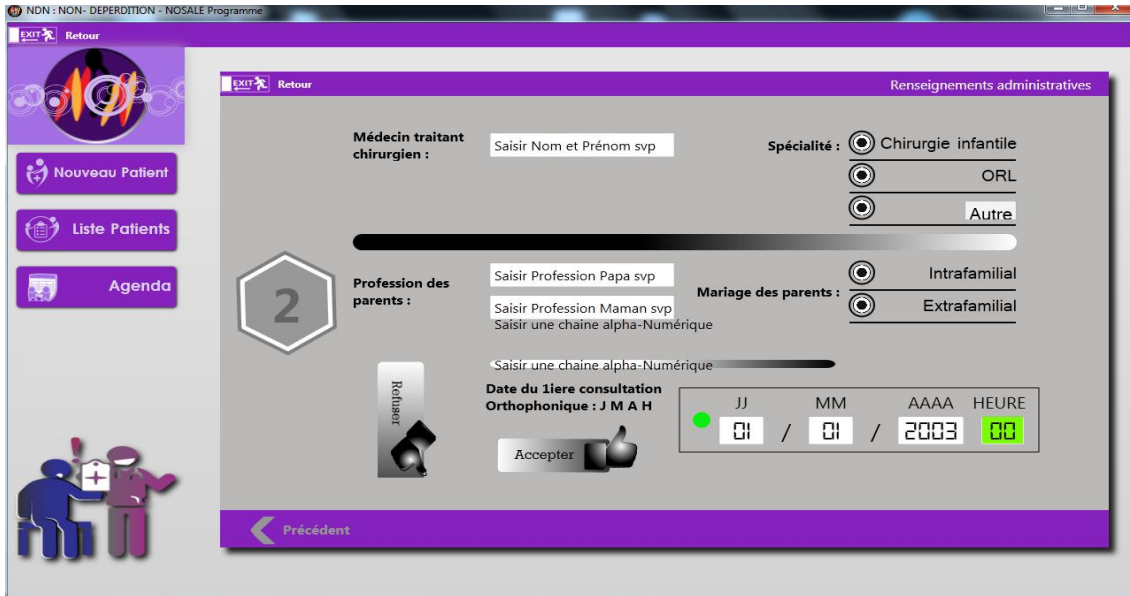 NDN : NON- DEPERDITION - NOSALE Programme
EXIT Retour
EXIT Retour
Renseignements administratives
Nouveau Patient
Liste Patients
Agenda
Médecin traitant
chirurgien :
Saisir Nom et Prénom svp
Spécialité :
Chirurgie infantile
ORL
Autre
2
Profession des
parents :
Saisir Profession Papa svp
Saisir Profession Maman svp
Saisir une chaine alpha-Numérique
Mariage des parents :
Intrafamilial
Extrafamilial
Saisir une chaine alpha-Numérique
Refuser
Date du 1iere consultation
Orthophonique : J M A H
Accepter
JJ MM AAAA HEURE
01 / 01 / 2003 00
Précédent